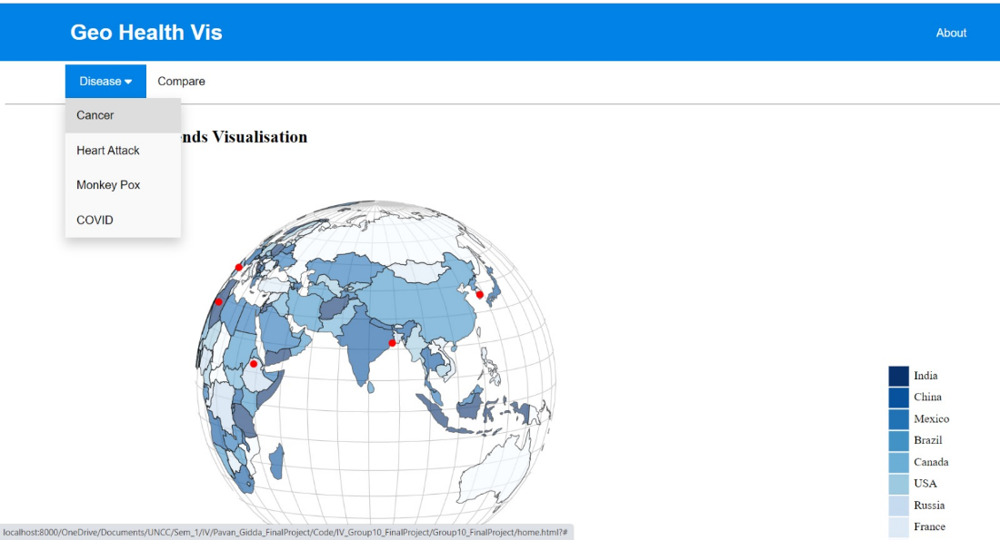 Geo Health Vis
About
Disease
Compare
Cancer
nds Visualisation
Heart Attack
Monkey Pox
COVID
India
China
Mexico
Brazil
Canada
USA
Russia
France
localhost:8000/OneDrive/Documents/UNCC/Sem_1/IV/Pavan_Gidda_FinalProject/Code/IV_Group10_FinalProject/Group10_FinalProject/home.html?#